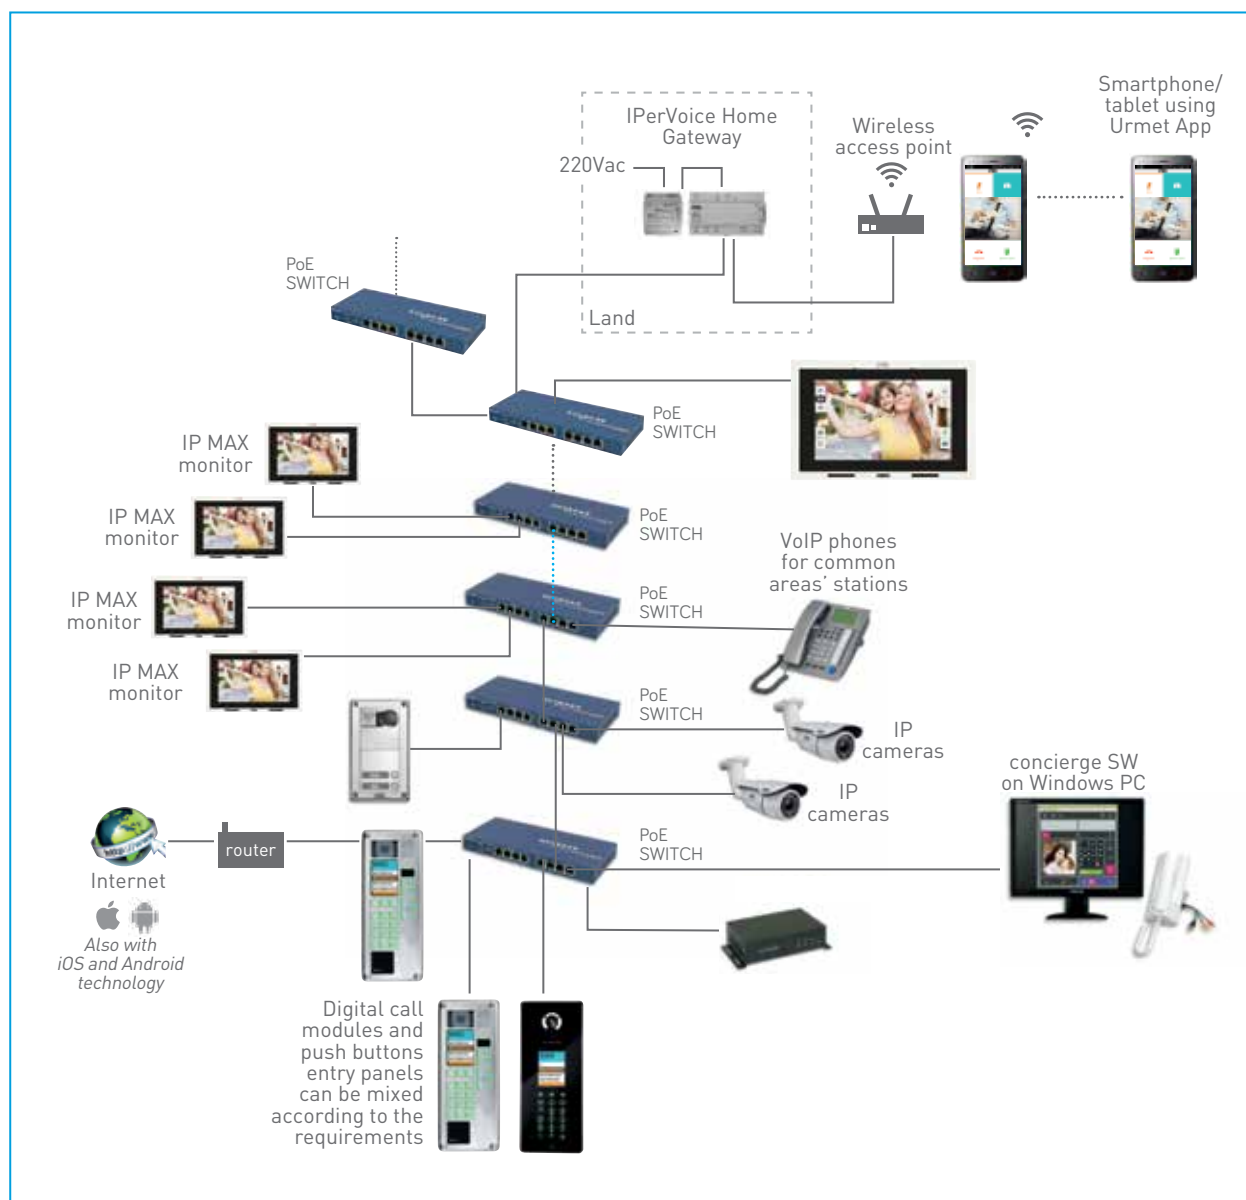 IPerVoice Home
Gateway
220Vac
Land
Wireless
access point
Smartphone/
tablet using
Urmet App
PoE
SWITCH
PoE
SWITCH
IP MAX
monitor
IP MAX
monitor
PoE
SWITCH
VoIP phones
for common
areas’ stations
IP MAX
monitor
PoE
SWITCH
IP MAX
monitor
PoE
SWITCH
IP
cameras
IP
cameras
concierge SW
on Windows PC
http://www
Internet
router
PoE
SWITCH
Also with
iOS and Android
technology
Digital call
modules and
push buttons
entry panels
can be mixed
according to the
requirements